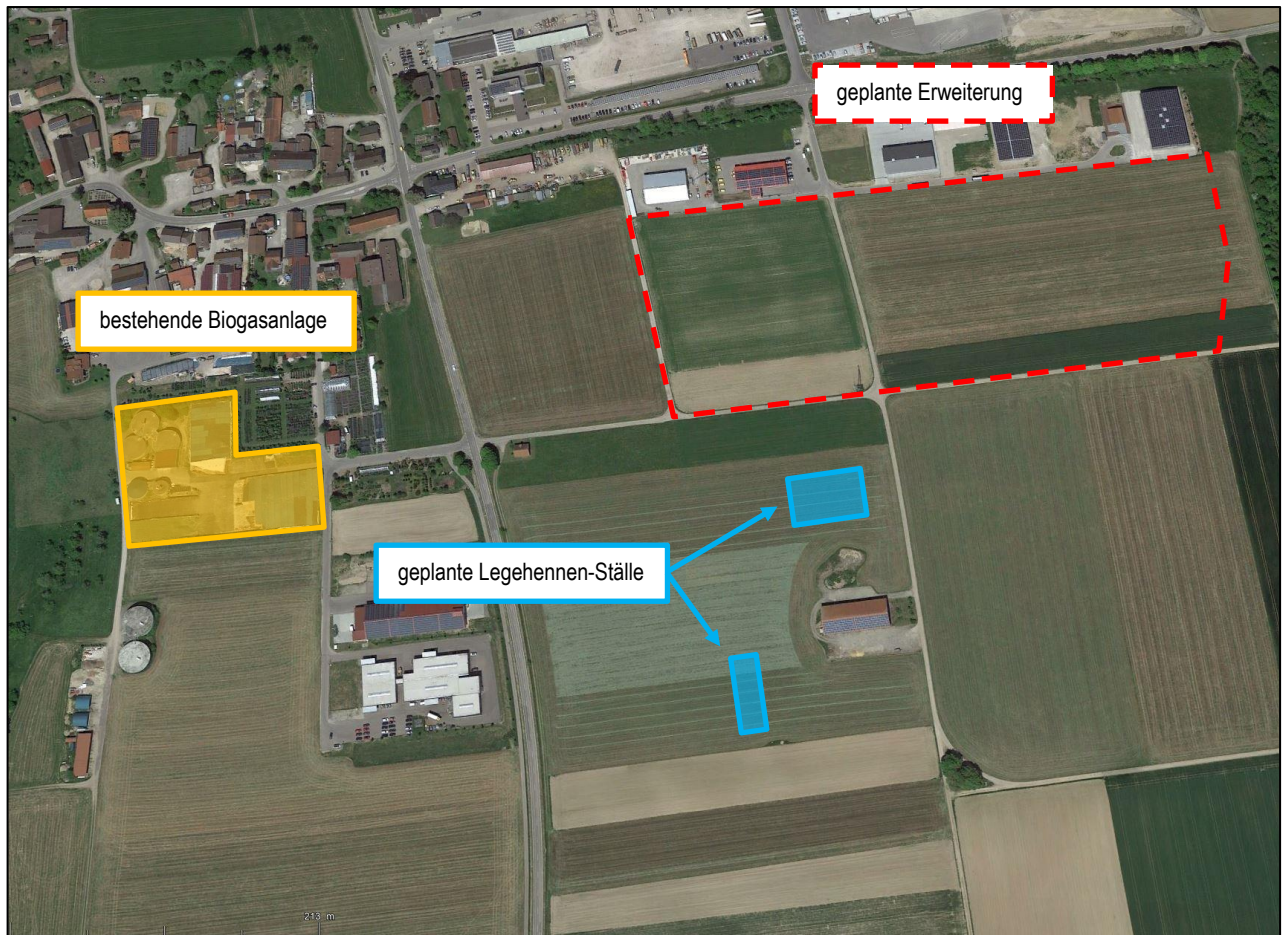 geplante Erweiterung
bestehende Biogasanlage
geplante Legehennen-Ställe
213 m